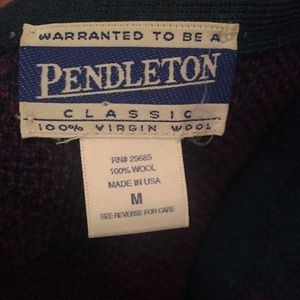 WARRANTED TO BE A
PENDLETON
CLASSIC
100% VIRGIN WOOL
RN# 29685
100% WOOL
MADE IN USA
M
SEE REVERSE FOR CARE